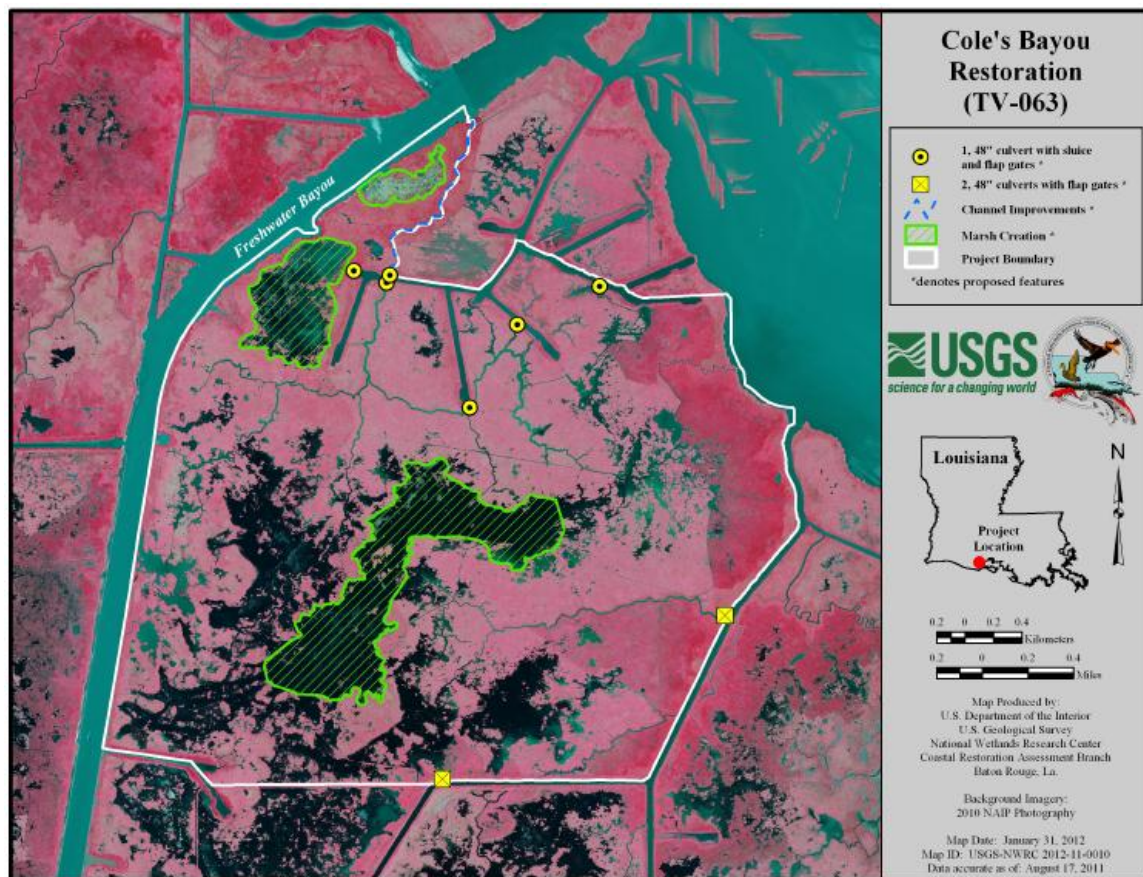 Cole's Bayou
Restoration
(TV-063)
1, 48" culvert with sluice
and flap gates *
2, 48" culverts with flap gates *
Channel Improvements *
Marsh Creation *
Project Boundary
*denotes proposed features
USGS
science for a changing world
Louisiana
N
Project
Location
0.2 0 0.2 0.4
Kilometers
0.2 0 0.2 0.4
Miles
Map Produced by:
U.S. Department of the Interior
U.S. Geological Survey
National Wetlands Research Center
Coastal Restoration Assessment Branch
Baton Rouge, La.
Background Imagery:
2010 NAIP Photography
Map Date: January 31, 2012
Map ID: USGS-NWRC 2012-11-0010
Data accurate as of: August 17, 2011
Freshwater Bayou